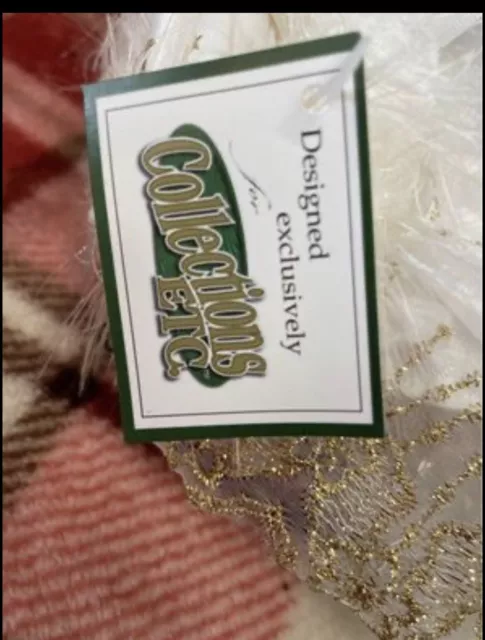 Designed
exclusively
for
Collections
ETC